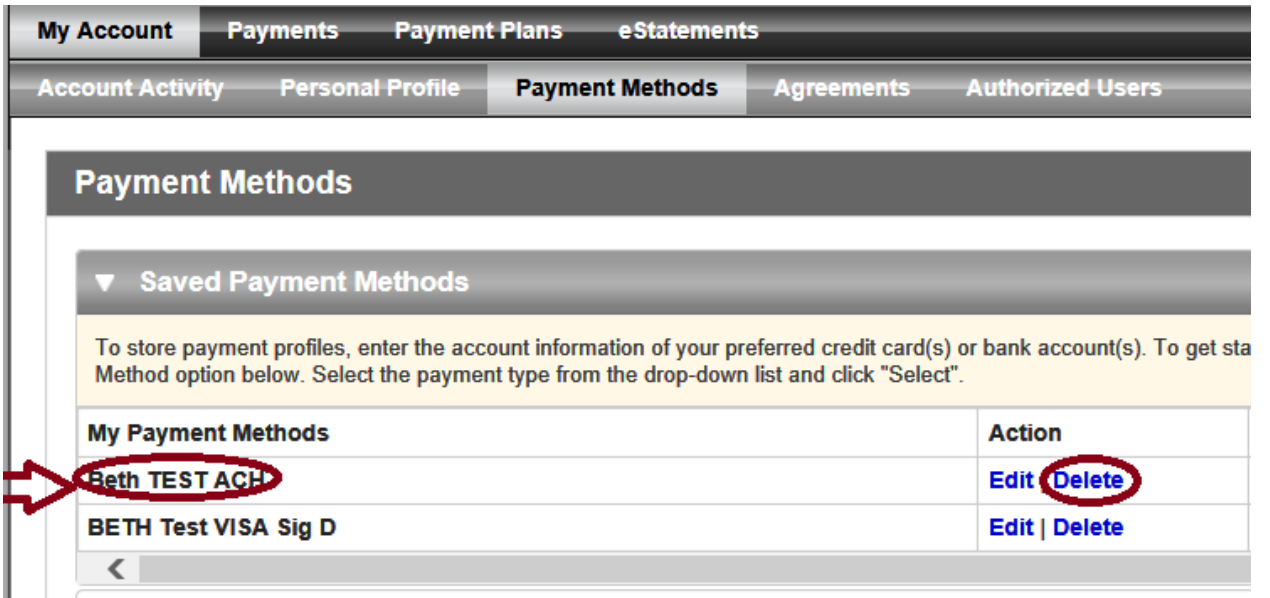 My Account Payments Payment Plans eStatements
Account Activity Personal Profile Payment Methods Agreements Authorized Users
Payment Methods
Saved Payment Methods
To store payment profiles, enter the account information of your preferred credit card(s) or bank account(s). To get sta
Method option below. Select the payment type from the drop-down list and click "Select".
My Payment Methods Action
Beth TEST ACH Edit Delete
BETH Test VISA Sig D Edit | Delete